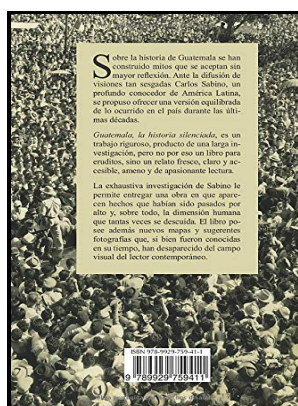 Sobre la historia de Guatemala se han
construido mitos que se aceptan sin
mayor reflexión. Ante la difusión de
visiones tan sesgadas Carlos Sabino, un
profundo conocedor de América Latina,
se propuso ofrecer una versión equilibrada
de lo ocurrido en el país durante las últi-
mas décadas.
Guatemala, la historia silenciada, es un
trabajo riguroso, producto de una larga in-
vestigación, pero no por eso un libro para
eruditos, sino un relato fresco, claro y ac-
cesible, ameno y de apasionante lectura.
La exhaustiva investigación de Sabino le
permite entregar una obra en que apare-
cen hechos que habían sido pasados por
alto y, sobre todo, la dimensión humana
que tantas veces se descuida. El libro po-
see además nuevos mapas y sugerentes
fotografías que, si bien fueron conocidas
en su tiempo, han desaparecido del campo
visual del lector contemporáneo.
ISBN 978-9929-759-41-1
9 789929 759411